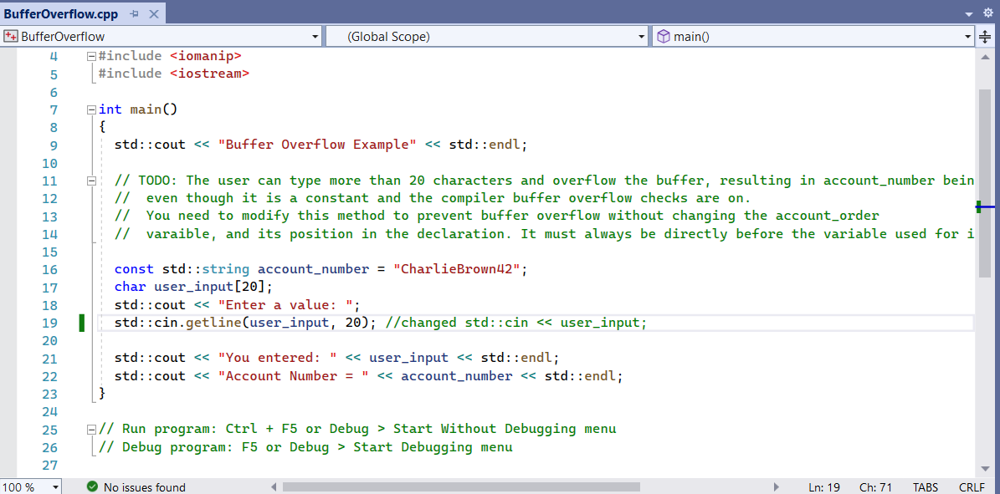 BufferOverflow.cpp
BufferOverflow (Global Scope) main()
4 #include <iomanip>
5 #include <iostream>
6
7 int main()
8 {
9 std::cout << "Buffer Overflow Example" << std::endl;
10
11 // TODO: The user can type more than 20 characters and overflow the buffer, resulting in account_number bein
12 // even though it is a constant and the compiler buffer overflow checks are on.
13 // You need to modify this method to prevent buffer overflow without changing the account_order
14 // varaible, and its position in the declaration. It must always be directly before the variable used for i
15
16 const std::string account_number = "CharlieBrown42";
17 char user_input[20];
18 std::cout << "Enter a value: ";
19 std::cin.getline(user_input, 20); //changed std::cin << user_input;
20
21 std::cout << "You entered: " << user_input << std::endl;
22 std::cout << "Account Number = " << account_number << std::endl;
23 }
24
25 // Run program: Ctrl + F5 or Debug > Start Without Debugging menu
26 // Debug program: F5 or Debug > Start Debugging menu
27
100 % No issues found Ln: 19 Ch: 71 TABS CRLF